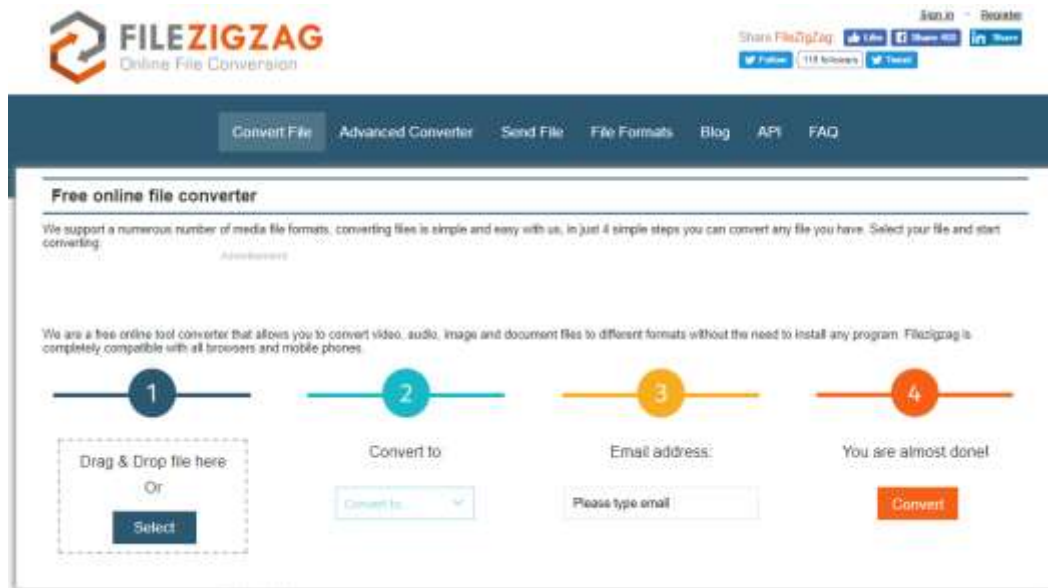 Sign in - Register
FILEZIGZAG
Online File Conversion
Share FileZigZag: Like Share Share
Follow followers Tweet
Convert File Advanced Converter Send File File Formats Blog API FAQ
Free online file converter
We support a numerous number of media file formats, converting files is simple and easy with us, in just 4 simple steps you can convert any file you have. Select your file and start
converting.
Advertisement
We are a free online tool converter that allows you to convert video, audio, image and document files to different formats without the need to install any program. Filezigzag is
completely compatible with all browsers and mobile phones.
1 2 3 4
Drag & Drop file here
Or
Select
Convert to
Convert to...
Email address:
Please type email
You are almost done!
Convert